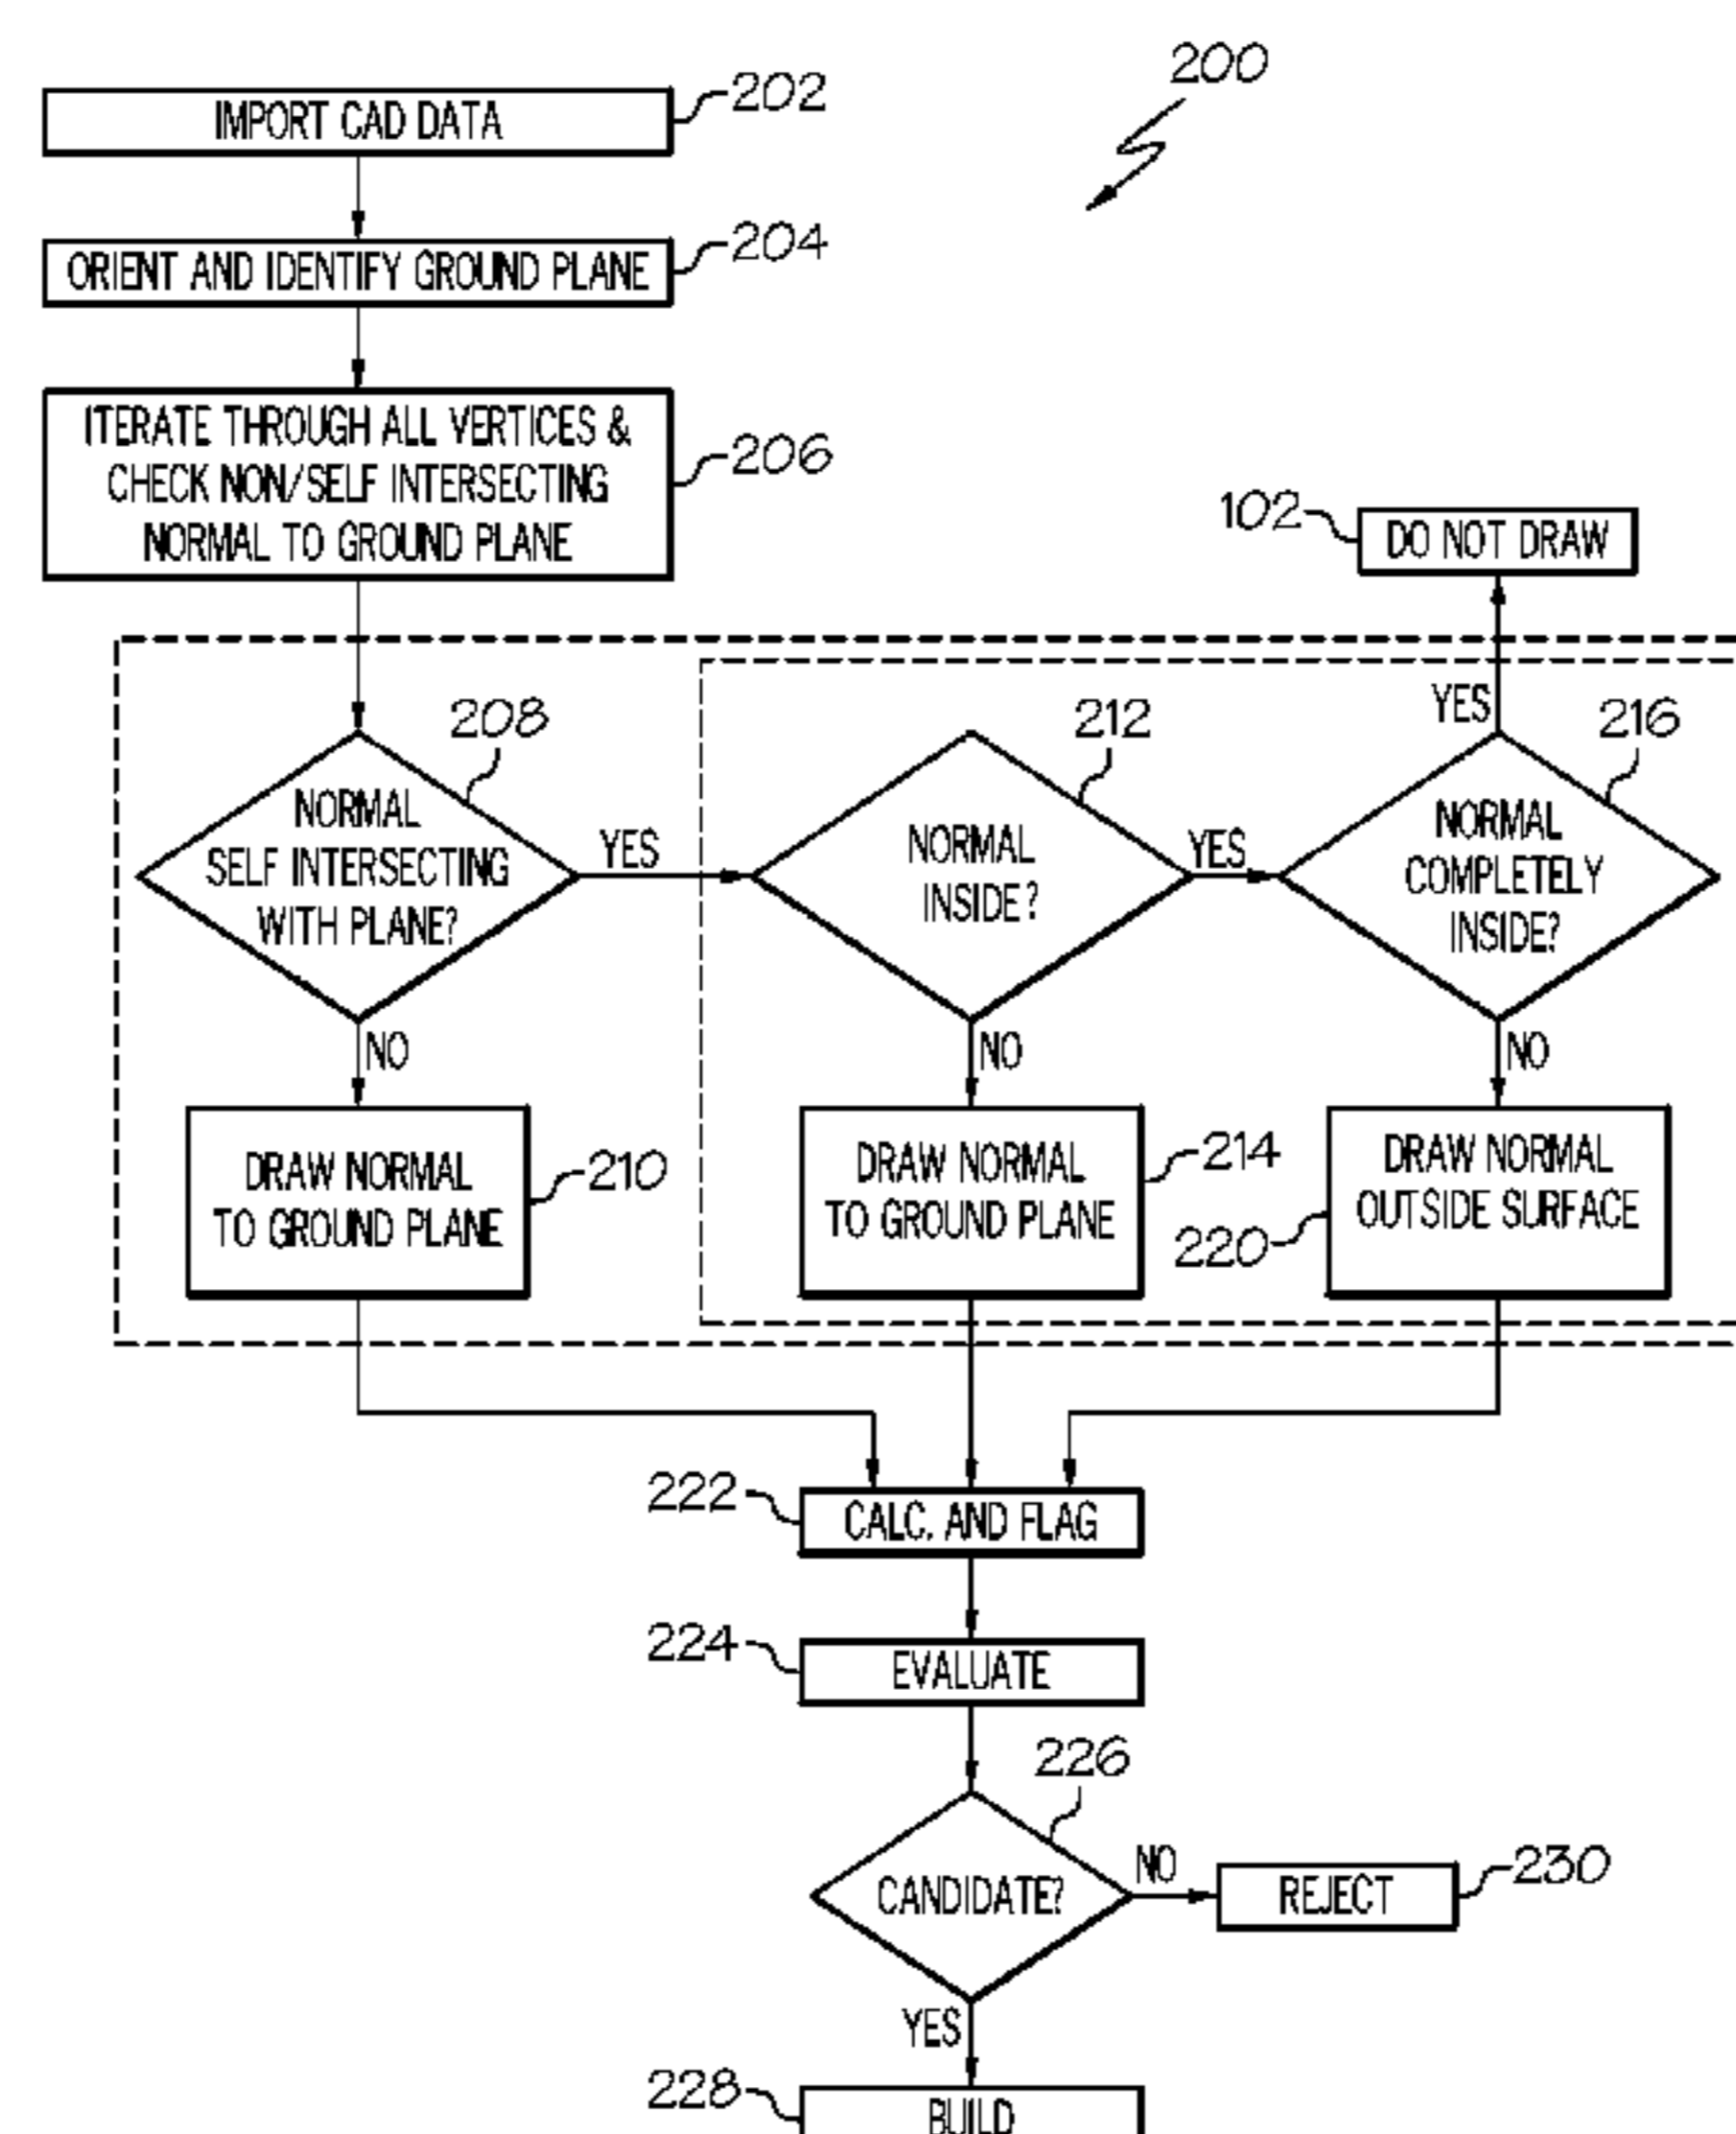 200
IMPORT CAD DATA
202
ORIENT AND IDENTIFY GROUND PLANE
204
ITERATE THROUGH ALL VERTICES &
CHECK NON/SELF INTERSECTING
NORMAL TO GROUND PLANE
206
102
DO NOT DRAW
208
NORMAL
SELF INTERSECTING
WITH PLANE?
YES
NO
212
NORMAL
INSIDE?
YES
NO
216
NORMAL
COMPLETELY
INSIDE?
YES
NO
DRAW NORMAL
TO GROUND PLANE
210
DRAW NORMAL
TO GROUND PLANE
214
DRAW NORMAL
OUTSIDE SURFACE
220
222
CALC. AND FLAG
224
EVALUATE
226
CANDIDATE?
NO
REJECT
230
YES
228
BUILD